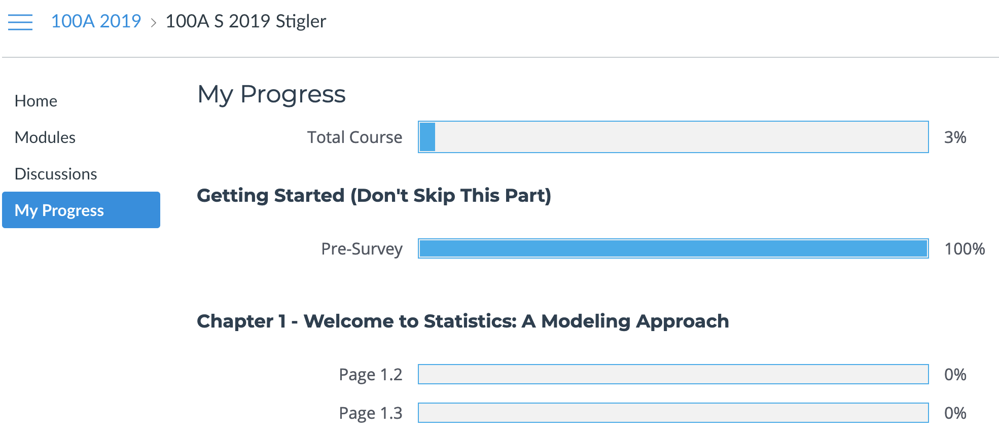 100A 2019 > 100A S 2019 Stigler
Home
Modules
Discussions
My Progress
My Progress
Total Course 3%
Getting Started (Don't Skip This Part)
Pre-Survey 100%
Chapter 1 - Welcome to Statistics: A Modeling Approach
Page 1.2 0%
Page 1.3 0%